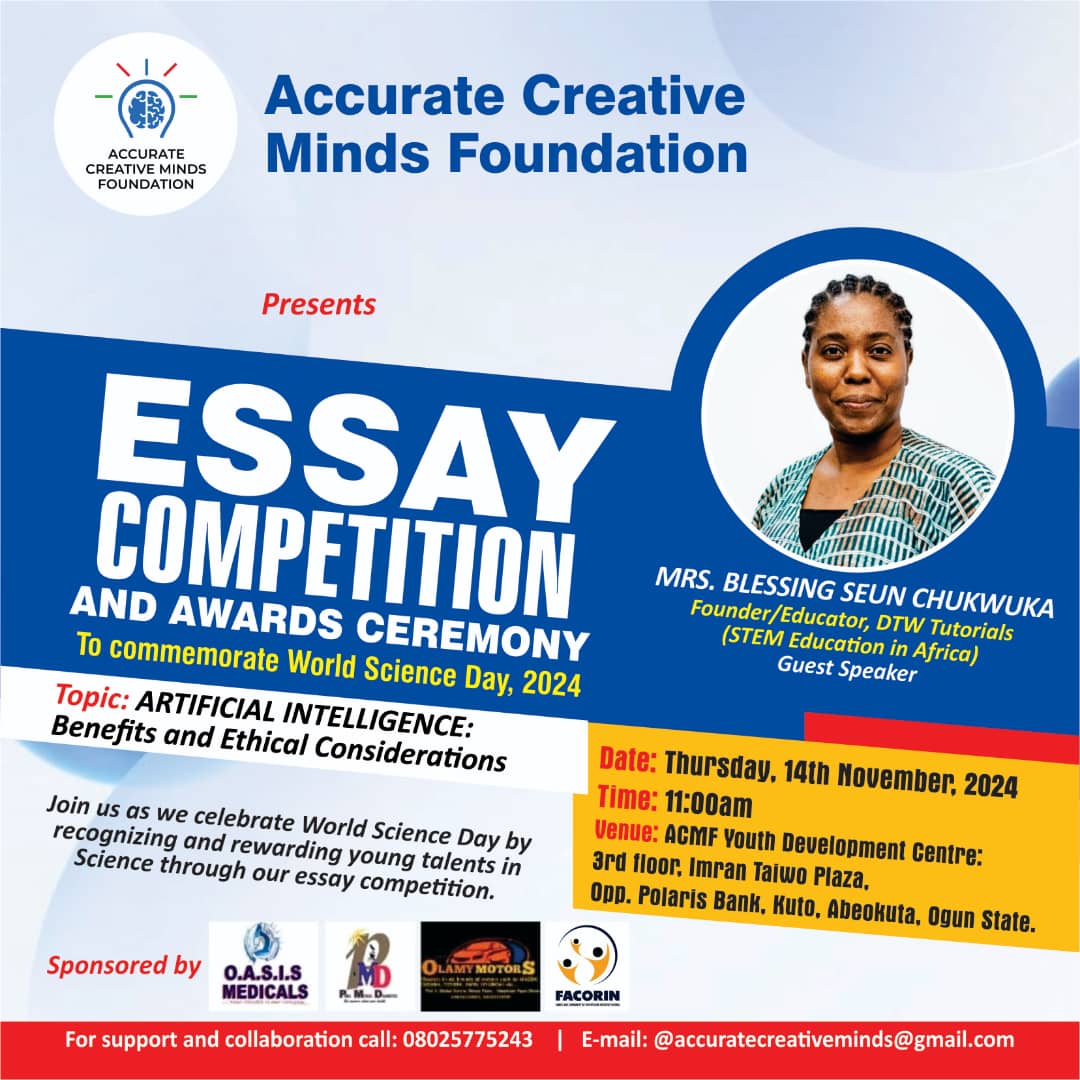 ACCURATE
CREATIVE MINDS
FOUNDATION
Accurate Creative
Minds Foundation
Presents
ESSAY
COMPETITION
AND AWARDS CEREMONY
To commemorate World Science Day, 2024
Topic: ARTIFICIAL INTELLIGENCE:
Benefits and Ethical Considerations
MRS. BLESSING SEUN CHUKWUKA
Founder/Educator, DTW Tutorials
(STEM Education in Africa)
Guest Speaker
Date: Thursday, 14th November, 2024
Time: 11:00am
Venue: ACMF Youth Development Centre:
3rd floor, Imran Taiwo Plaza,
Opp. Polaris Bank, Kuto, Abeokuta, Ogun State.
Join us as we celebrate World Science Day by
recognizing and rewarding young talents in
Science through our essay competition.
Sponsored by
O.A.S.I.S
MEDICALS
PMD
OLAMY MOTORS
FACORIN
For support and collaboration call: 08025775243 | E-mail: @accuratecreativeminds@gmail.com